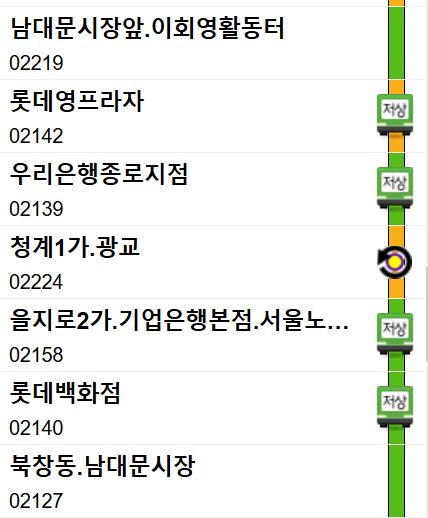 남대문시장앞.이회영활동터
02219
롯데영프라자
02142
저상
우리은행종로지점
02139
저상
청계1가.광교
02224
을지로2가.기업은행본점.서울노...
02158
저상
롯데백화점
02140
저상
북창동.남대문시장
02127